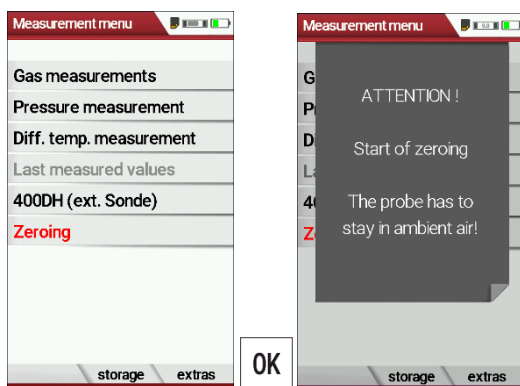 Measurement menu
Gas measurements
Pressure measurement
Diff. temp. measurement
Last measured values
400DH (ext. Sonde)
Zeroing
storage extras
OK
Measurement menu
G
P
D
L
4
Z
ATTENTION !
Start of zeroing
The probe has to
stay in ambient air!
storage extras